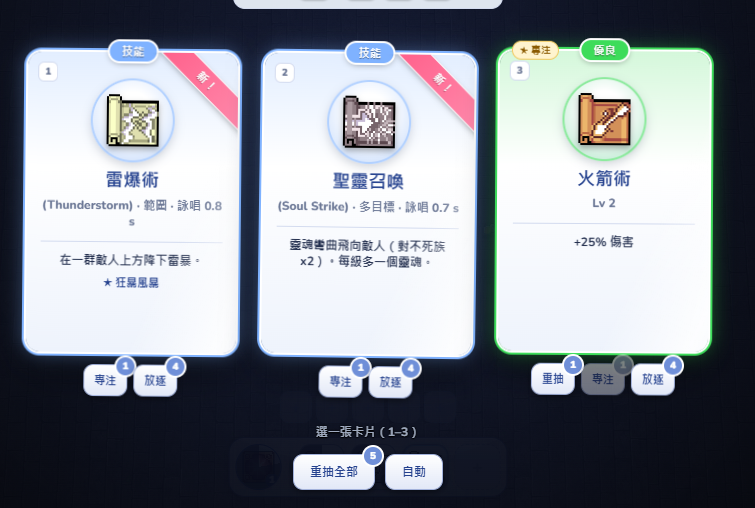 技能
1
新！
雷爆術
(Thunderstorm) · 範圍 · 詠唱 0.8
s
在一群敵人上方降下雷暴。
★ 狂暴風暴
專注 1
放逐 4
技能
2
新！
聖靈召喚
(Soul Strike) · 多目標 · 詠唱 0.7 s
靈魂彎曲飛向敵人（對不死族
x2）。每級多一個靈魂。
專注 1
放逐 4
★ 專注
優良
3
火箭術
Lv 2
+25% 傷害
重抽 1
專注 1
放逐 4
選一張卡片 (1–3)
重抽全部 5
自動